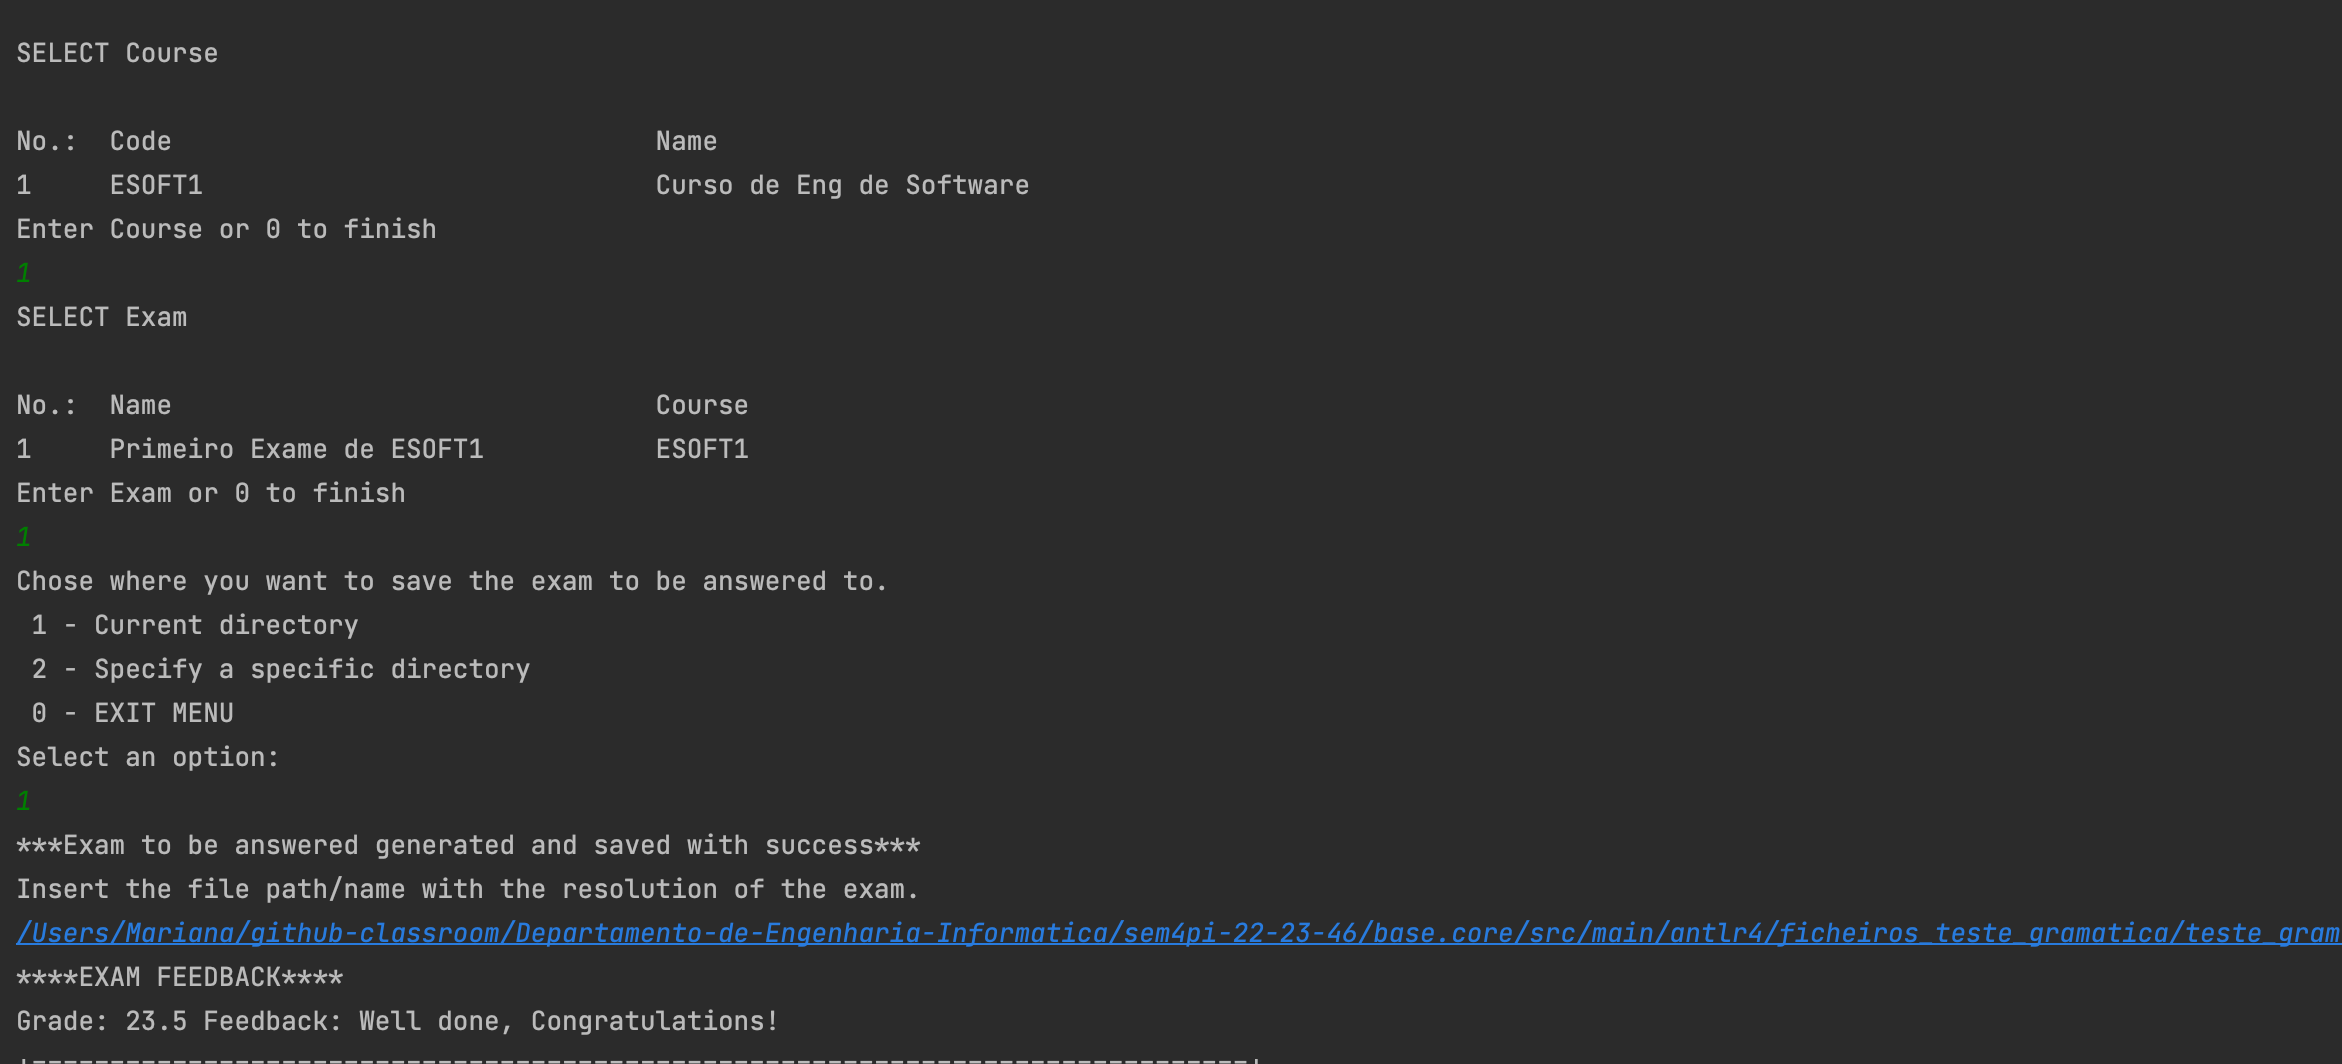 SELECT Course
No.:  Code                               Name
1     ESOFT1                             Curso de Eng de Software
Enter Course or 0 to finish
1
SELECT Exam
No.:  Name                               Course
1     Primeiro Exame de ESOFT1           ESOFT1
Enter Exam or 0 to finish
1
Chose where you want to save the exam to be answered to.
 1 - Current directory
 2 - Specify a specific directory
 0 - EXIT MENU
Select an option:
1
***Exam to be answered generated and saved with success***
Insert the file path/name with the resolution of the exam.
/Users/Mariana/github-classroom/Departamento-de-Engenharia-Informatica/sem4pi-22-23-46/base.core/src/main/antlr4/ficheiros_teste_gramatica/teste_gram
****EXAM FEEDBACK****
Grade: 23.5 Feedback: Well done, Congratulations!